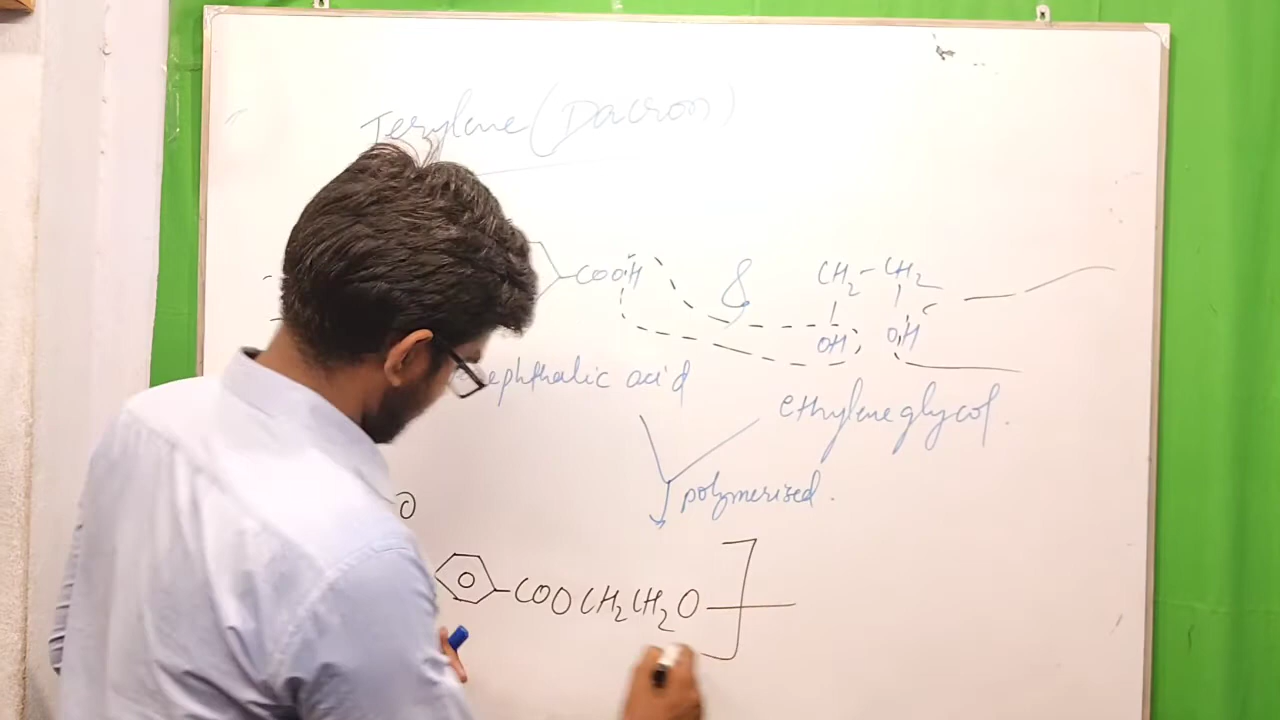 Terylene (Dacron)
COOH & CH2-CH2
OH OH
ephthalic acid
ethylene glycol.
polymerised.
O
COOCH2CH2O